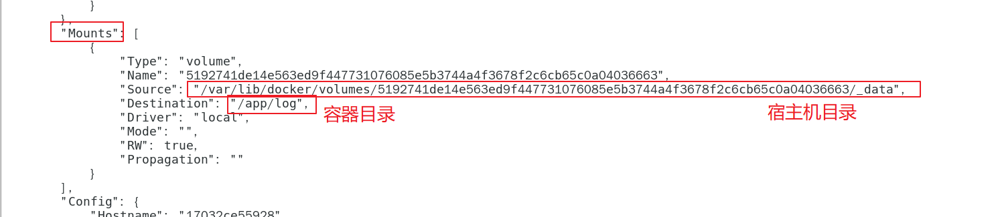 }
},
"Mounts": [
{
"Type": "volume",
"Name": "5192741de14e563ed9f447731076085e5b3744a4f3678f2c6cb65c0a04036663",
"Source": "/var/lib/docker/volumes/5192741de14e563ed9f447731076085e5b3744a4f3678f2c6cb65c0a04036663/_data",
"Destination": "/app/log",
容器目录
宿主机目录
"Driver": "local",
"Mode": "",
"RW": true,
"Propagation": ""
}
],
"Config": {
"Hostname": "17032ce55928"